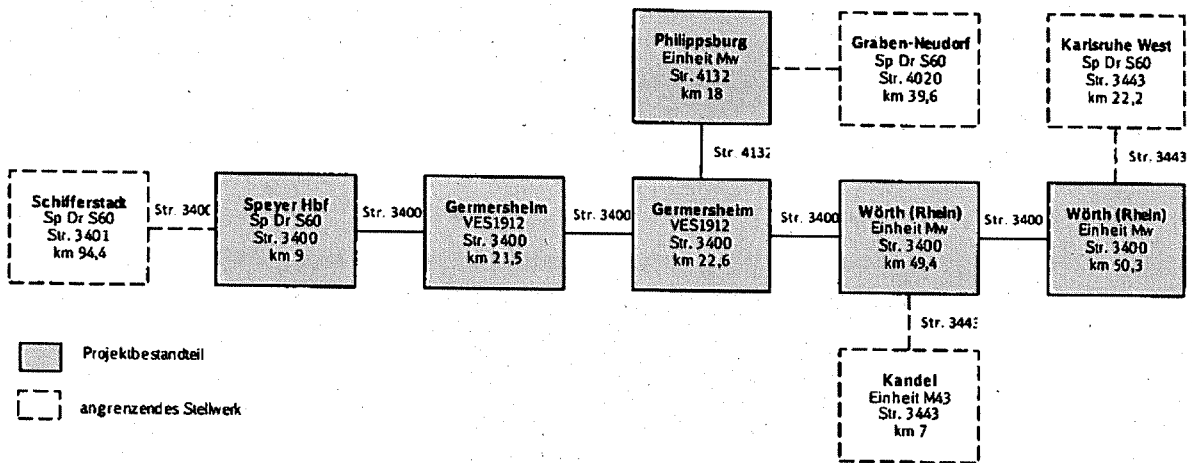 Philippsburg
Einheit Mw
Str. 4132
km 18
Graben-Neudorf
Sp Dr S60
Str. 4020
km 39,6
Karlsruhe West
Sp Dr S60
Str. 3443
km 22,2
Str. 4132
Str. 3443
Schifferstadt
Sp Dr S60
Str. 3401
km 94,4
Str. 3400
Speyer Hbf
Sp Dr S60
Str. 3400
km 9
Str. 3400
Germersheim
VES1912
Str. 3400
km 21,5
Str. 3400
Germersheim
VES1912
Str. 3400
km 22,6
Str. 3400
Wörth (Rhein)
Einheit Mw
Str. 3400
km 49,4
Str. 3400
Wörth (Rhein)
Einheit Mw
Str. 3400
km 50,3
Str. 3443
Kandel
Einheit M43
Str. 3443
km 7
Projektbestandteil
angrenzendes Stellwerk